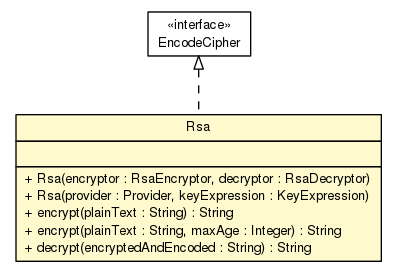 «interface»
EncodeCipher
Rsa
+ Rsa(encryptor : RsaEncryptor, decryptor : RsaDecryptor)
+ Rsa(provider : Provider, keyExpression : KeyExpression)
+ encrypt(plainText : String) : String
+ encrypt(plainText : String, maxAge : Integer) : String
+ decrypt(encryptedAndEncoded : String) : String